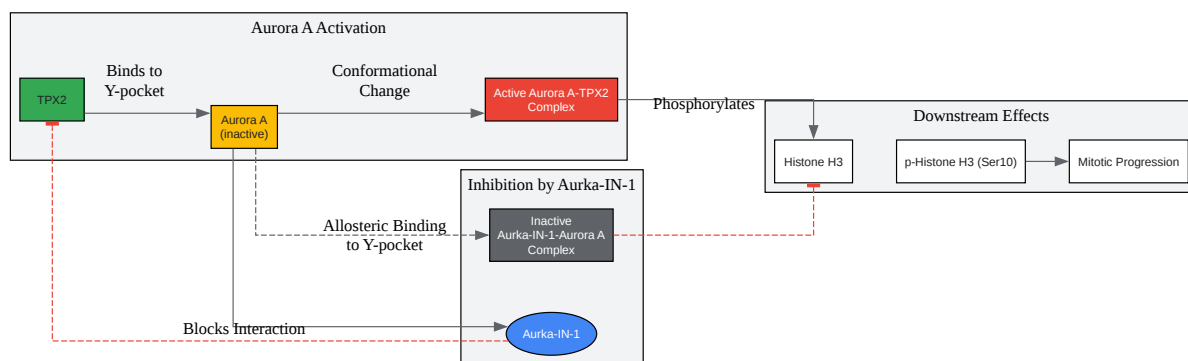 Aurora A Activation
Binds to
Y-pocket
Conformational
Change
TPX2
Aurora A
(inactive)
Active Aurora A-TPX2
Complex
Phosphorylates
Downstream Effects
Histone H3
p-Histone H3 (Ser10)
Mitotic Progression
Inhibition by Aurka-IN-1
Allosteric Binding
to Y-pocket
Inactive
Aurka-IN-1-Aurora A
Complex
Blocks Interaction
Aurka-IN-1